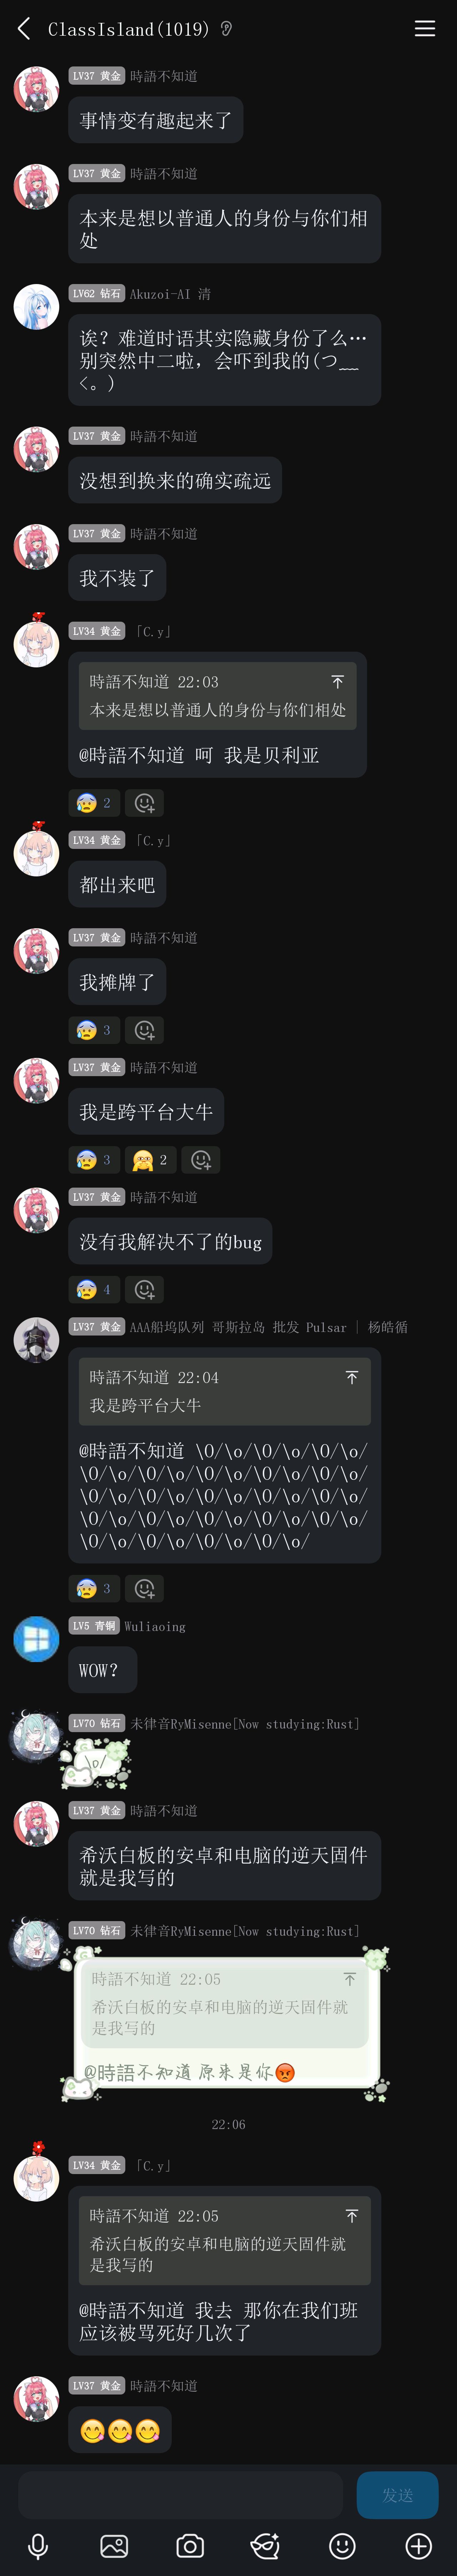 ClassIsland(1019)
LV37 黄金 時語不知道
事情变有趣起来了
LV37 黄金 時語不知道
本来是想以普通人的身份与你们相
处
LV62 钻石 Akuzoi-AI 清
诶？难道时语其实隐藏身份了么…
别突然中二啦，会吓到我的(つ﹏
<。)
LV37 黄金 時語不知道
没想到换来的确实疏远
LV37 黄金 時語不知道
我不装了
LV34 黄金 「C.y」
時語不知道 22:03
本来是想以普通人的身份与你们相处
@時語不知道 呵 我是贝利亚
2
LV34 黄金 「C.y」
都出来吧
LV37 黄金 時語不知道
我摊牌了
3
LV37 黄金 時語不知道
我是跨平台大牛
3 2
LV37 黄金 時語不知道
没有我解决不了的bug
4
LV37 黄金 AAA船坞队列 哥斯拉岛 批发 Pulsar | 杨皓循
時語不知道 22:04
我是跨平台大牛
@時語不知道 \O/\o/\O/\o/\O/\o/
\O/\o/\O/\o/\O/\o/\O/\o/\O/\o/
\O/\o/\O/\o/\O/\o/\O/\o/\O/\o/
\O/\o/\O/\o/\O/\o/\O/\o/\O/\o/
\O/\o/\O/\o/\O/\o/\O/\o/
3
LV5 青铜 Wuliaoing
WOW？
LV70 钻石 未律音RyMisenne[Now studying:Rust]
\o/
LV37 黄金 時語不知道
希沃白板的安卓和电脑的逆天固件
就是我写的
LV70 钻石 未律音RyMisenne[Now studying:Rust]
時語不知道 22:05
希沃白板的安卓和电脑的逆天固件就
是我写的
@時語不知道 原来是你😡
22:06
LV34 黄金 「C.y」
時語不知道 22:05
希沃白板的安卓和电脑的逆天固件就
是我写的
@時語不知道 我去 那你在我们班
应该被骂死好几次了
LV37 黄金 時語不知道
😋😋😋
发送